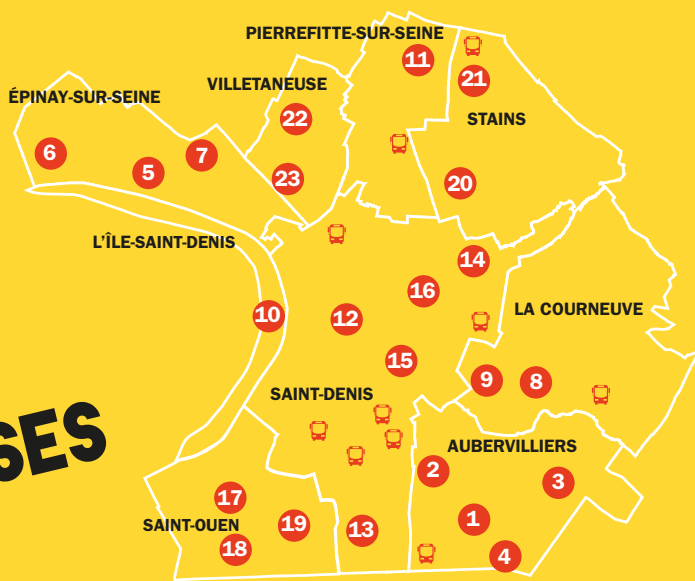 PIERREFITTE-SUR-SEINE
11
21
VILLETANEUSE
ÉPINAY-SUR-SEINE
22
STAINS
6
5
7
23
20
L'ÎLE-SAINT-DENIS
14
16
10
12
LA COURNEUVE
15
9
8
SAINT-DENIS
SES
AUBERVILLIERS
2
3
17
1
SAINT-OUEN
19
13
18
4